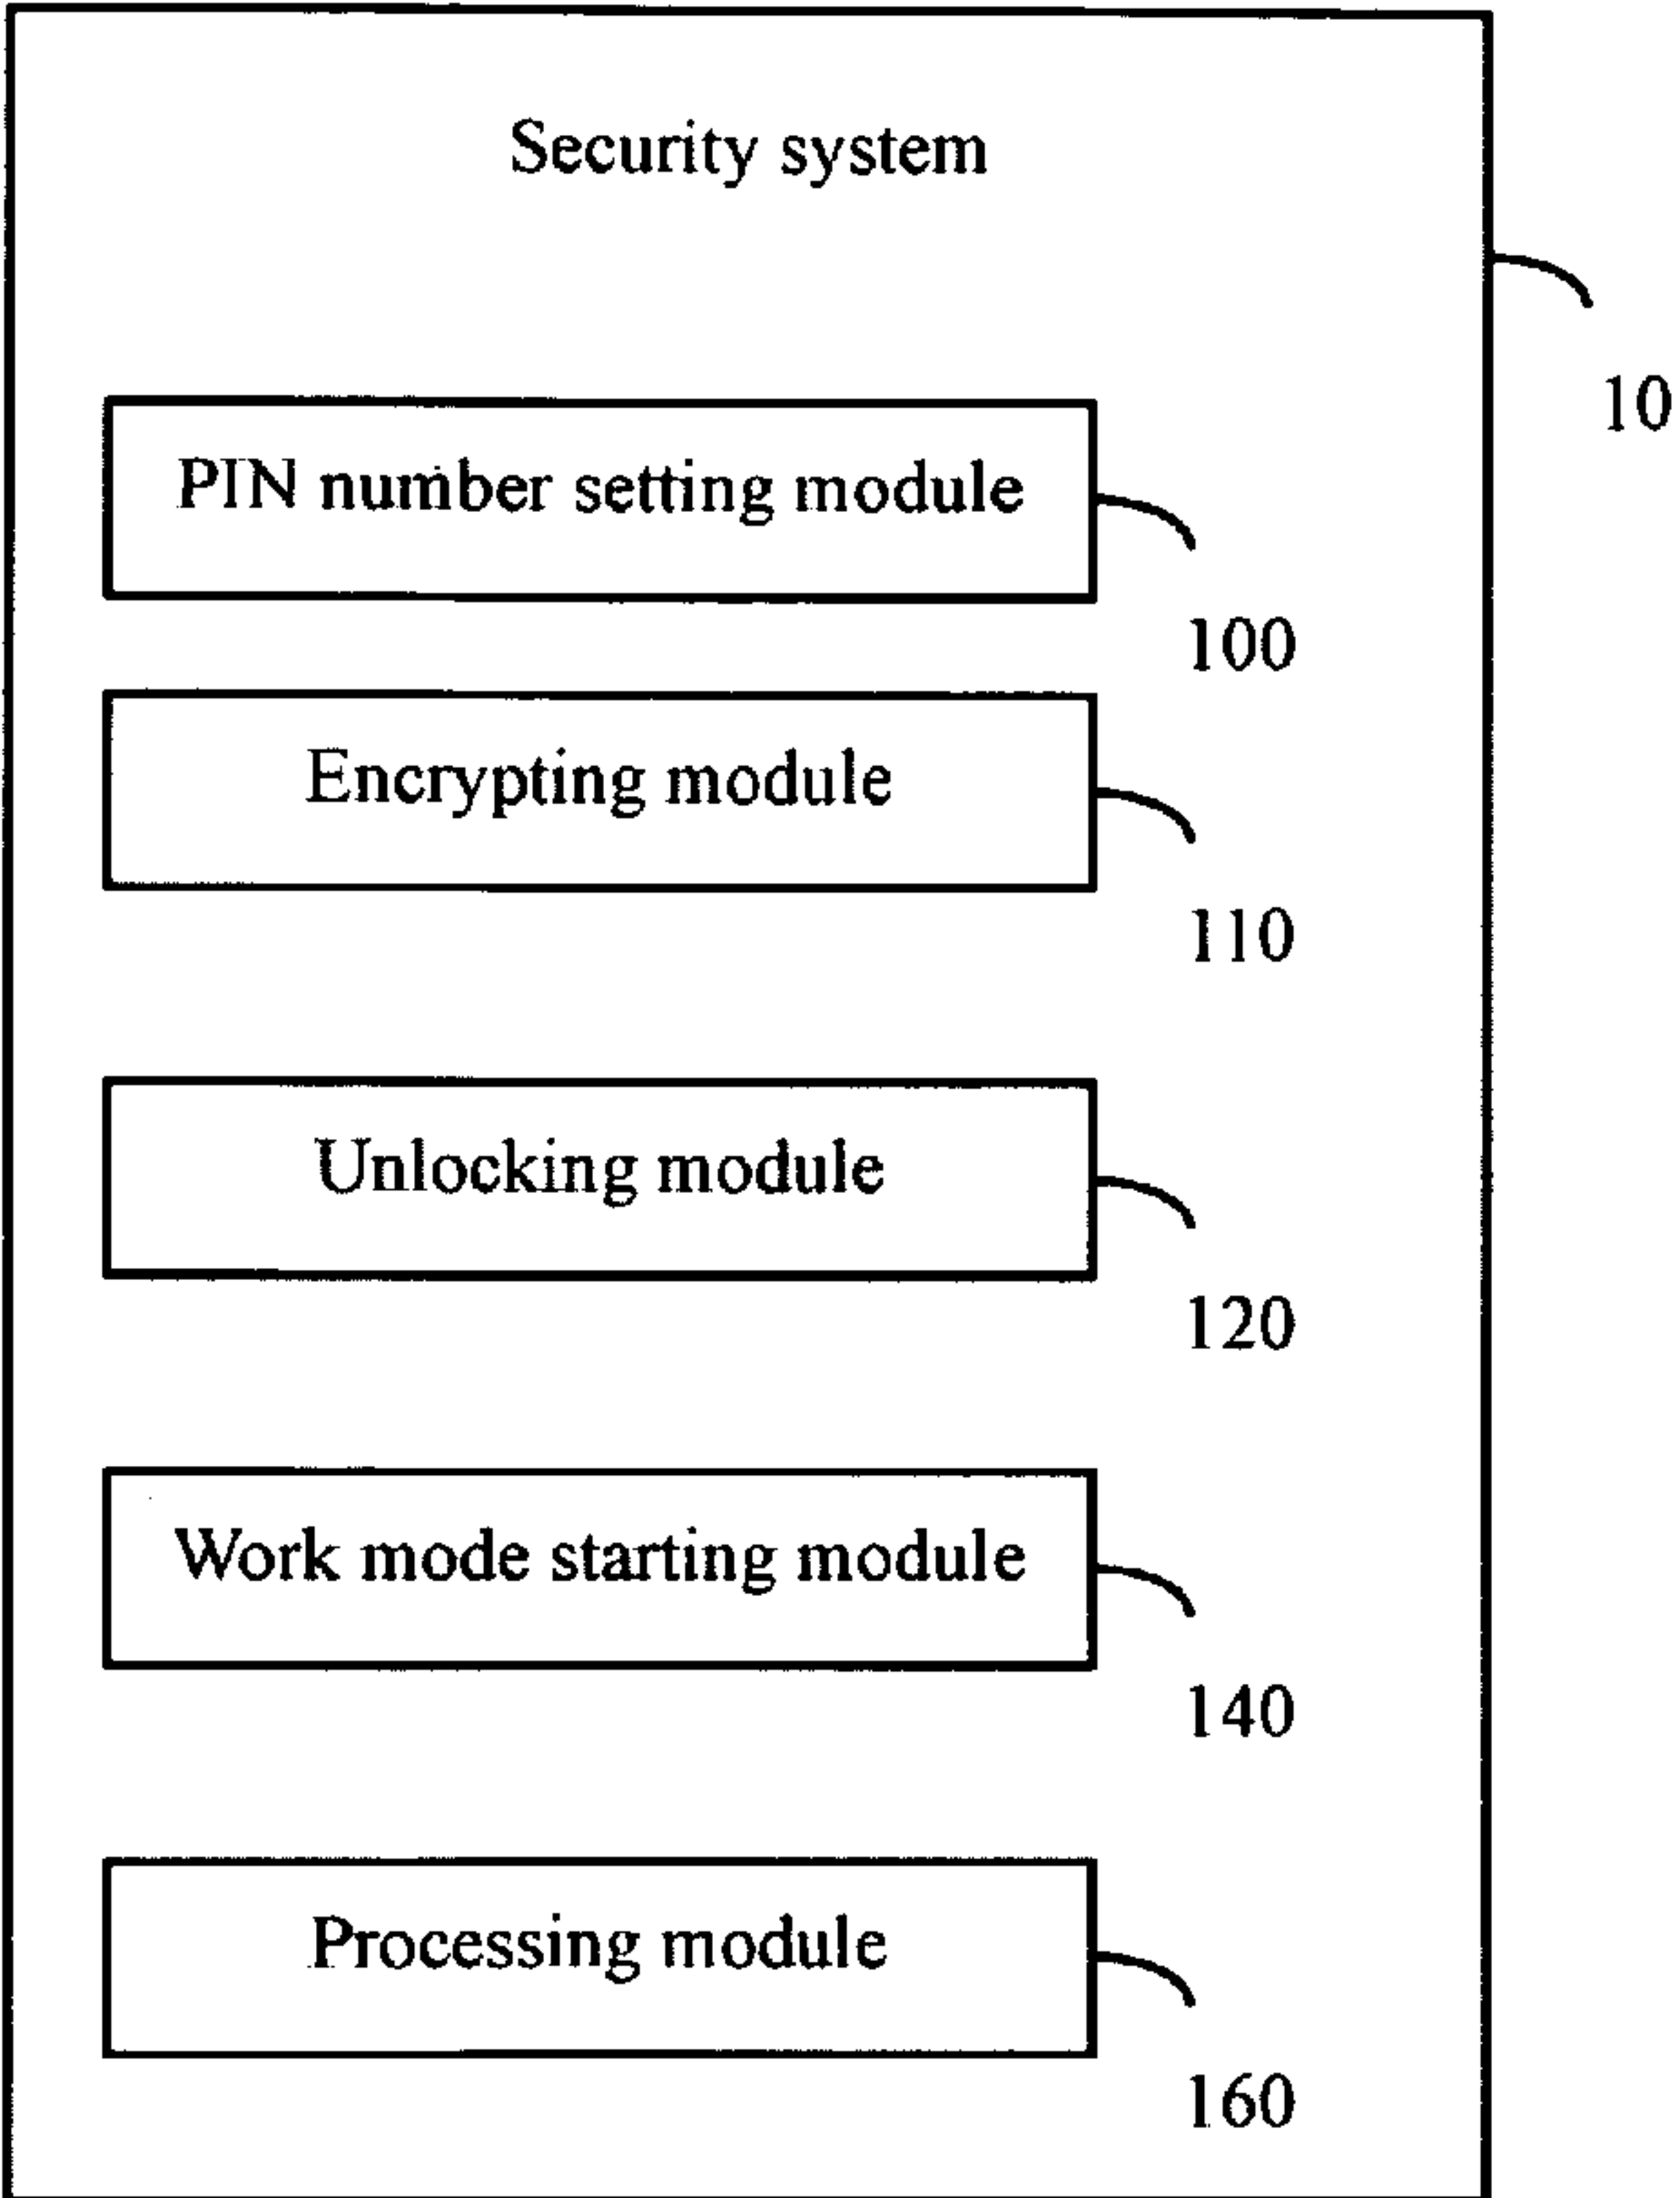 Security system
10
PIN number setting module
100
Encrypting module
110
Unlocking module
120
Work mode starting module
140
Processing module
160